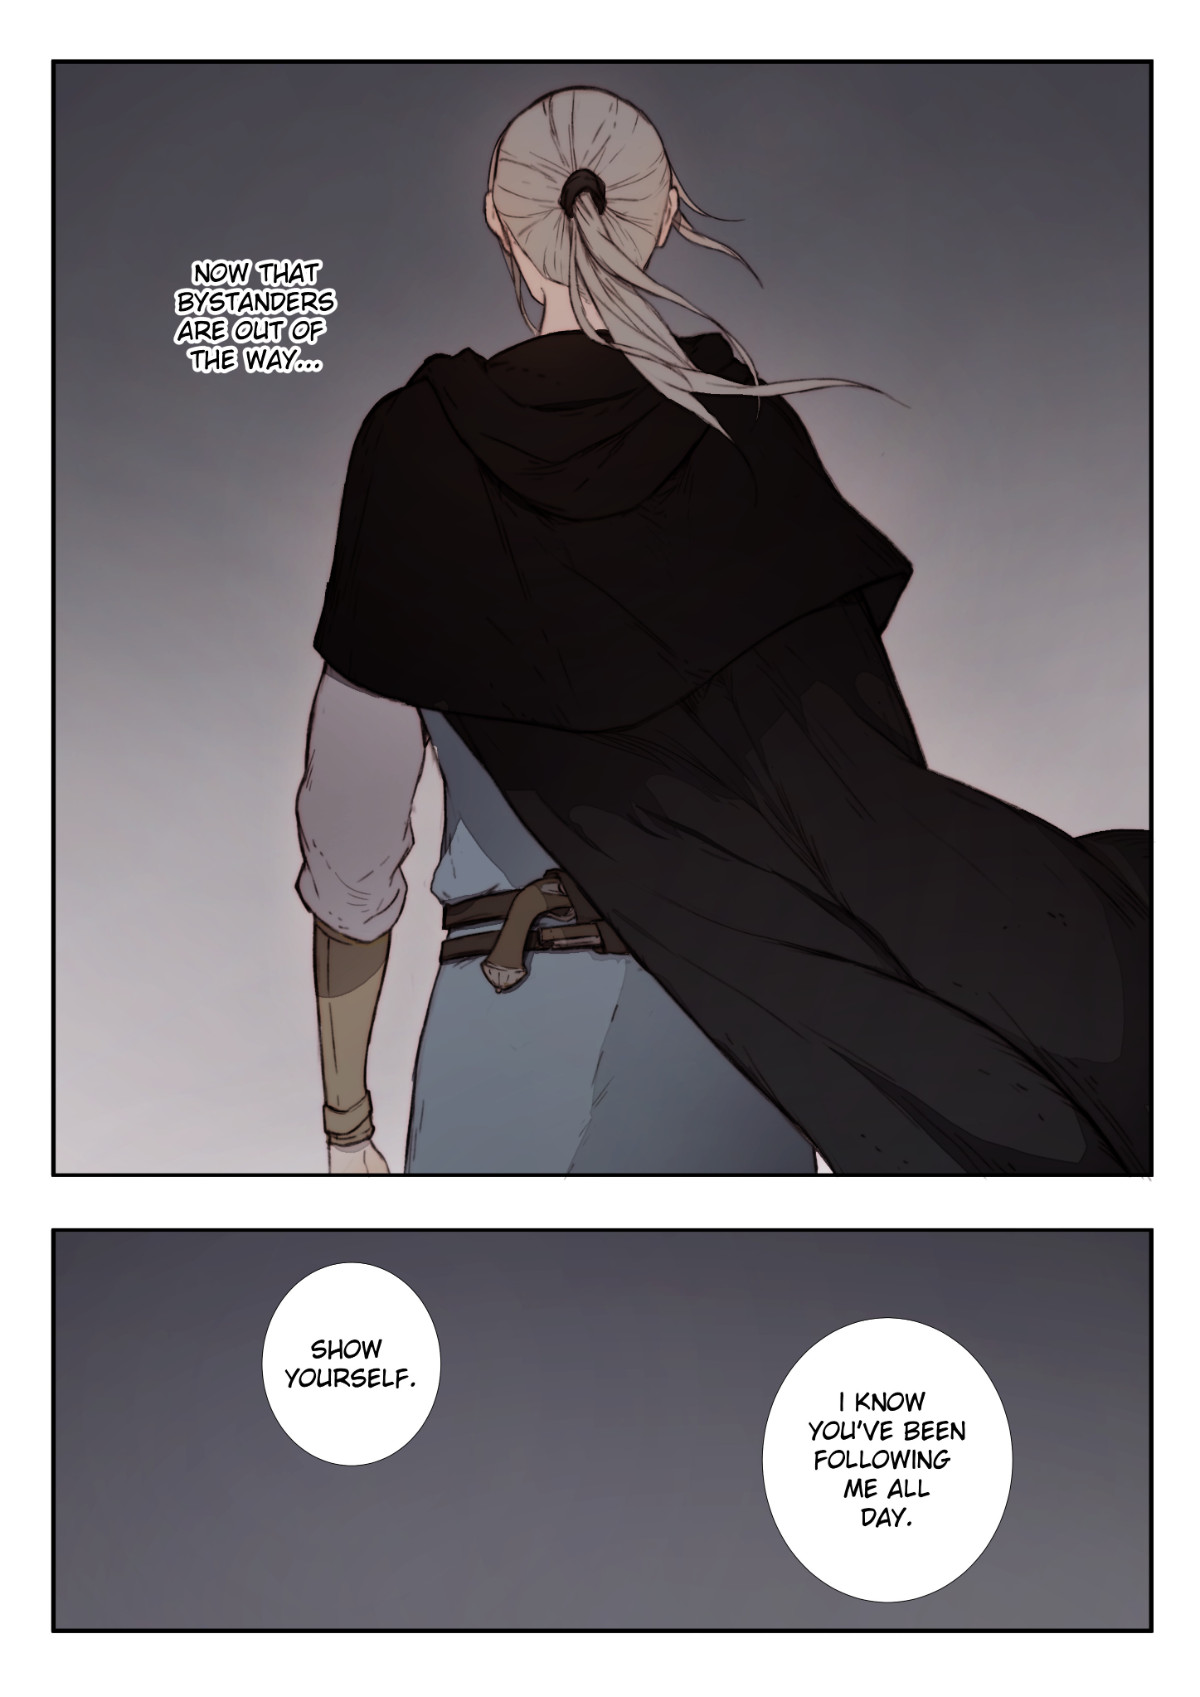 NOW THAT
BYSTANDERS
ARE OUT OF
THE WAY...
SHOW
YOURSELF.
I KNOW
YOU'VE BEEN
FOLLOWING
ME ALL
DAY.